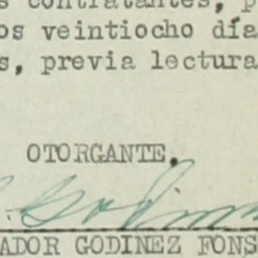 s contratantes, p
os veintiocho día
s, previa lectura
OTORGANTE.
ADOR GODINEZ FONS